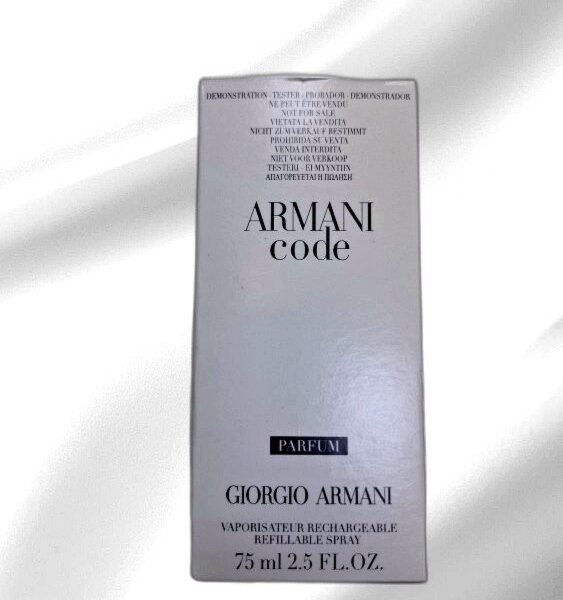 DEMONSTRATION - TESTER - PROBADOR - DEMONSTRADOR
NE PEUT ÊTRE VENDU
NOT FOR SALE
VIETATA LA VENDITA
NICHT ZUM VERKAUF BESTIMMT
PROHIBIDA SU VENTA
VENDA INTERDITA
NIET VOOR VERKOOP
TESTERI - EI MYYNTIIN
ΑΠΑΓΟΡΕΥΕΤΑΙ Η ΠΩΛΗΣΗ
ARMANI
code
PARFUM
GIORGIO ARMANI
VAPORISATEUR RECHARGEABLE
REFILLABLE SPRAY
75 ml 2.5 FL.OZ.